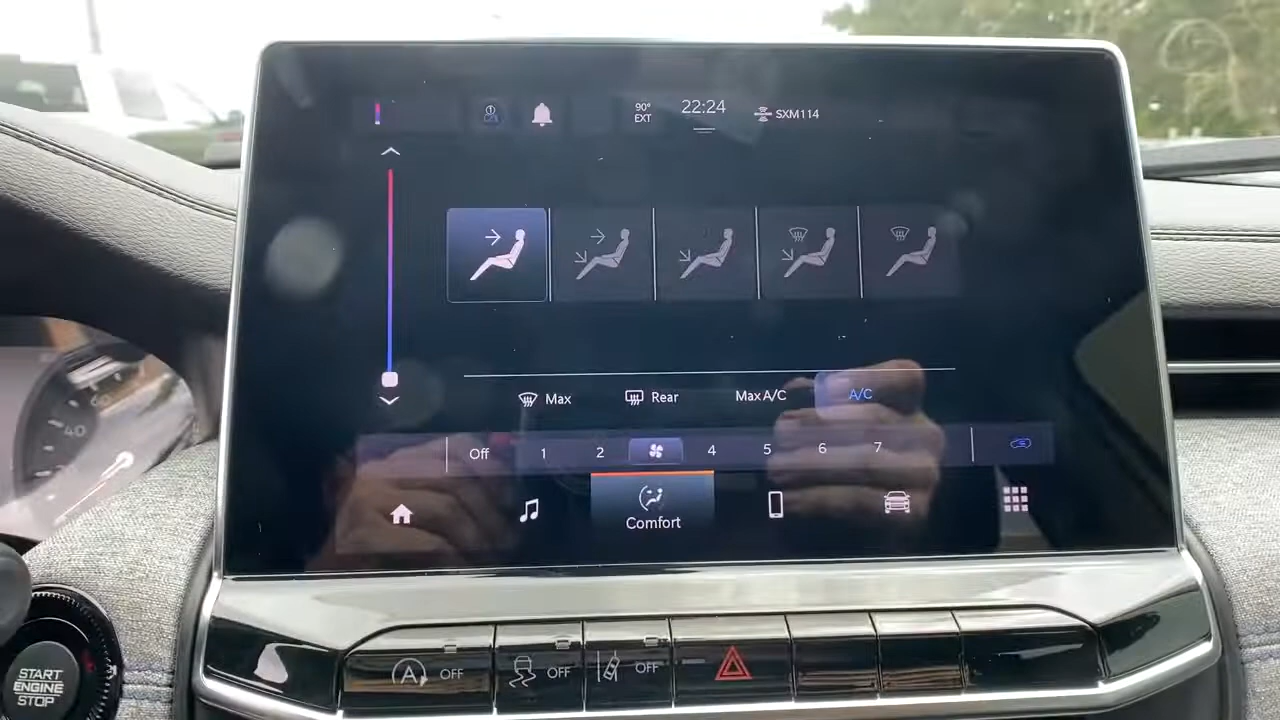 90°
EXT
22:24
SXM114
Max
Rear
Max A/C
A/C
Off 1 2 4 5 6 7
Comfort
A OFF
OFF
OFF
START
ENGINE
STOP
40